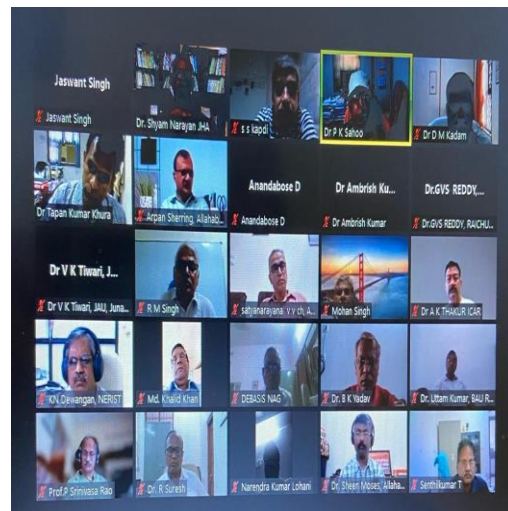 Jaswant Singh
Jaswant Singh
Dr. Shyam Narayan JHA
s s kapdi
Dr P K Sahoo
Dr D M Kadam
Dr Tapan Kumar Khura
Arpan Sherring, Allahab...
Anandabose D
Anandabose D
Dr Ambrish Ku...
Dr Ambrish Kumar
Dr.GVS REDDY,...
Dr.GVS REDDY, RAICHU...
Dr V K Tiwari, J...
Dr V K Tiwari, JAU, Juna...
R M Singh
satyanarayana v v ch, A...
Mohan Singh
Dr A K THAKUR ICAR
KN Dewangan, NERIST
Md. Khalid Khan
DEBASIS NAG
Dr. B K Yadav
Dr. Uttam Kumar, BAU R...
Prof.P Srinivasa Rao
Dr. R Suresh
Narendra Kumar Lohani
Dr. Sheen Moses, Allaha...
Senthilkumar T